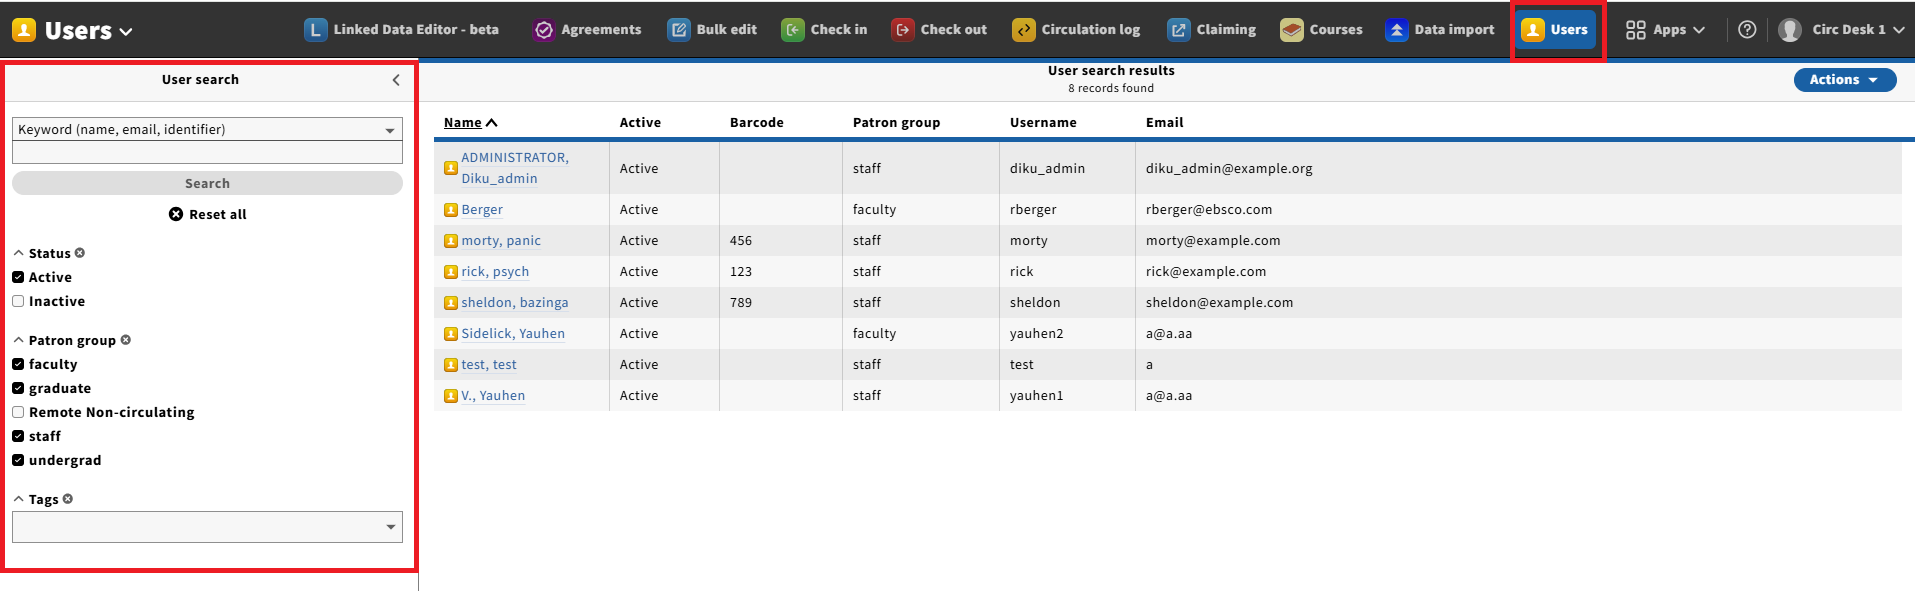 Users
L Linked Data Editor - beta Agreements Bulk edit Check in Check out Circulation log Claiming Courses Data import Users Apps Circ Desk 1
User search
Keyword (name, email, identifier)
Search
Reset all
Status
Active
Inactive
Patron group
faculty
graduate
Remote Non-circulating
staff
undergrad
Tags
User search results
8 records found
Actions
Name Active Barcode Patron group Username Email
ADMINISTRATOR,
Diku_admin Active staff diku_admin diku_admin@example.org
Berger Active faculty rberger rberger@ebsco.com
morty, panic Active 456 staff morty morty@example.com
rick, psych Active 123 staff rick rick@example.com
sheldon, bazinga Active 789 staff sheldon sheldon@example.com
Sidelick, Yauhen Active faculty yauhen2 a@a.aa
test, test Active staff test a
V., Yauhen Active staff yauhen1 a@a.aa